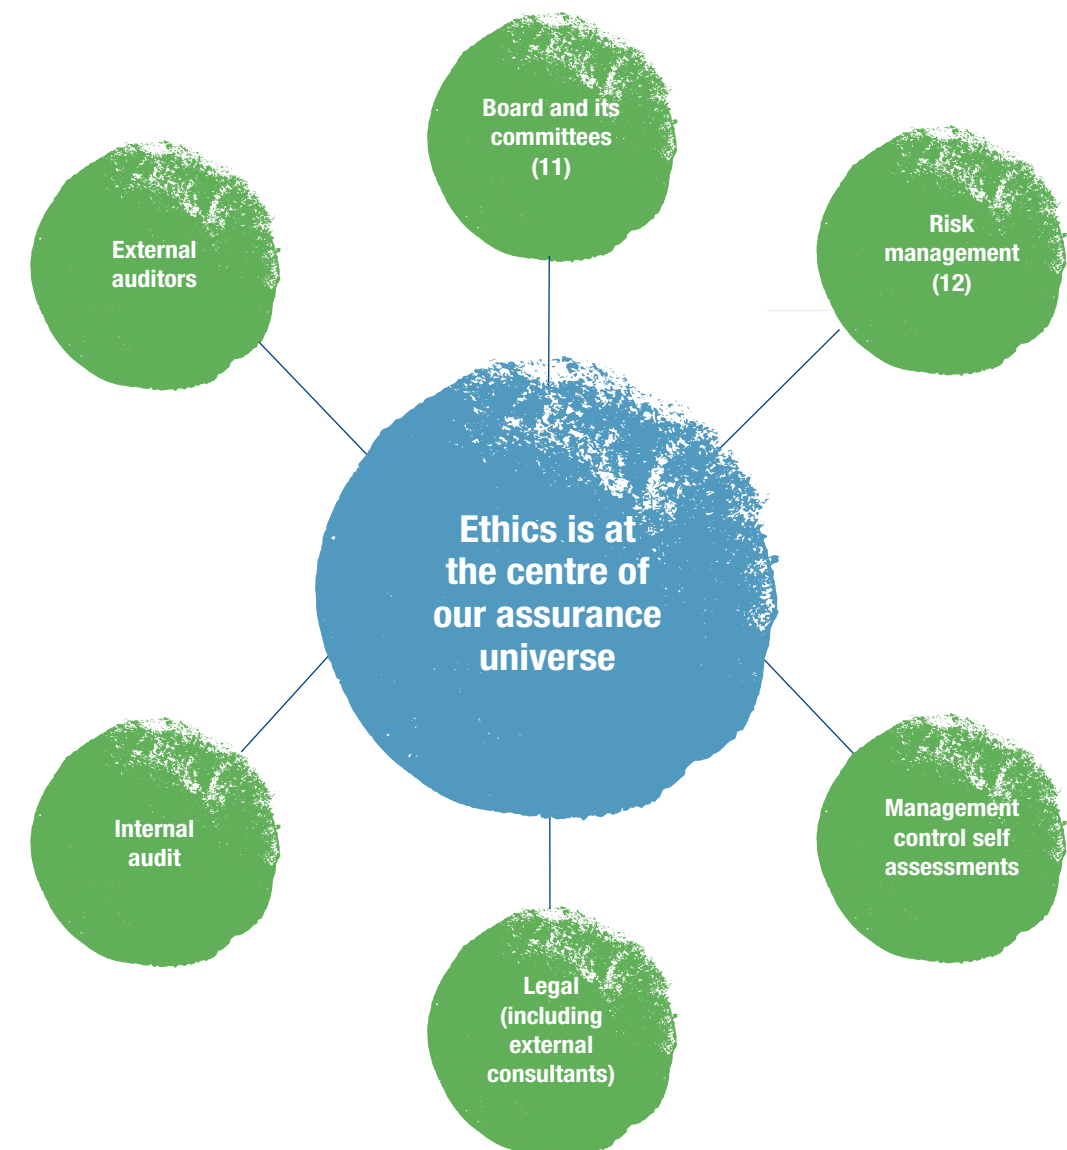 Board and its
committees
(11)
External
auditors
Risk
management
(12)
Ethics is at
the centre of
our assurance
universe
Internal
audit
Management
control self
assessments
Legal
(including
external
consultants)